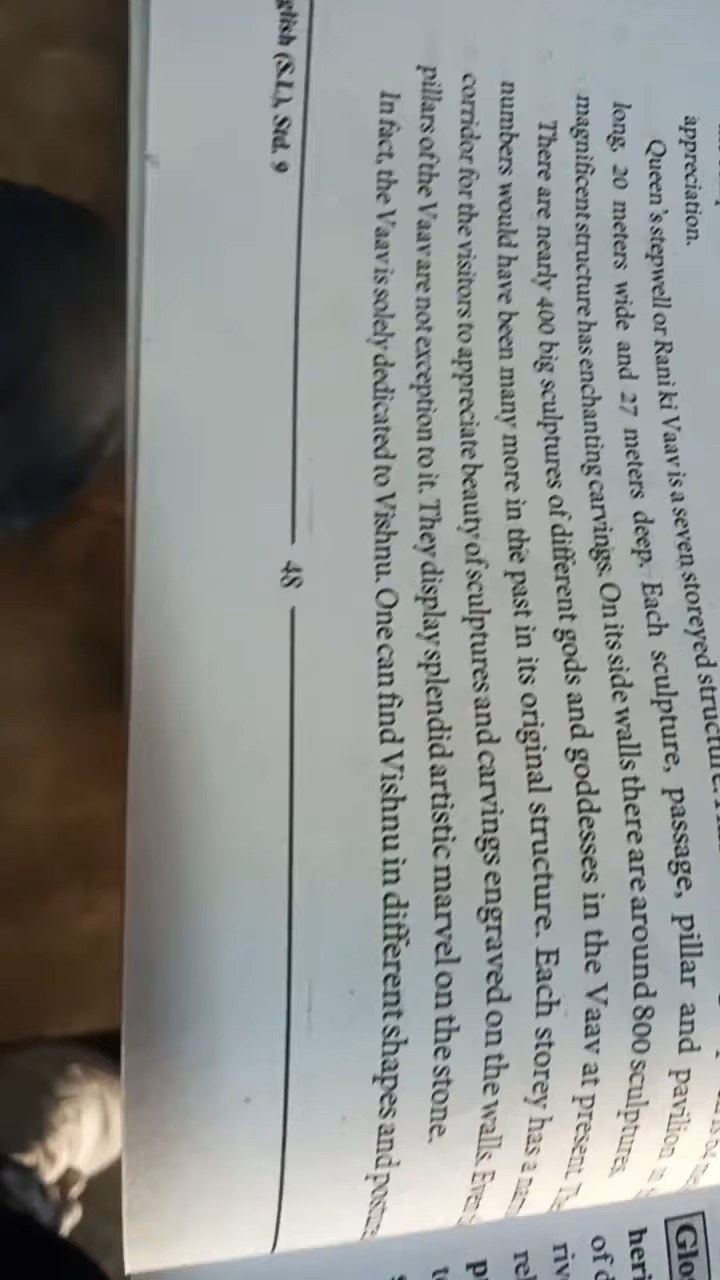 appreciation.
Queen's stepwell or Rani ki Vaav is a seven storeyed structure.
long, 20 meters wide and 27 meters deep. Each sculpture, passage, pillar and pavilion
magnificent structure has enchanting carvings. On its side walls there are around 800 sculptures.
There are nearly 400 big sculptures of different gods and goddesses in the Vaav at present. The
numbers would have been many more in the past in its original structure. Each storey has a
corridor for the visitors to appreciate beauty of sculptures and carvings engraved on the walls. Even
pillars of the Vaav are not exception to it. They display splendid artistic marvel on the stone.
In fact, the Vaav is solely dedicated to Vishnu. One can find Vishnu in different shapes and
glish (S.L.), Std. 9
48
Glo
her
of
riv
rel
p